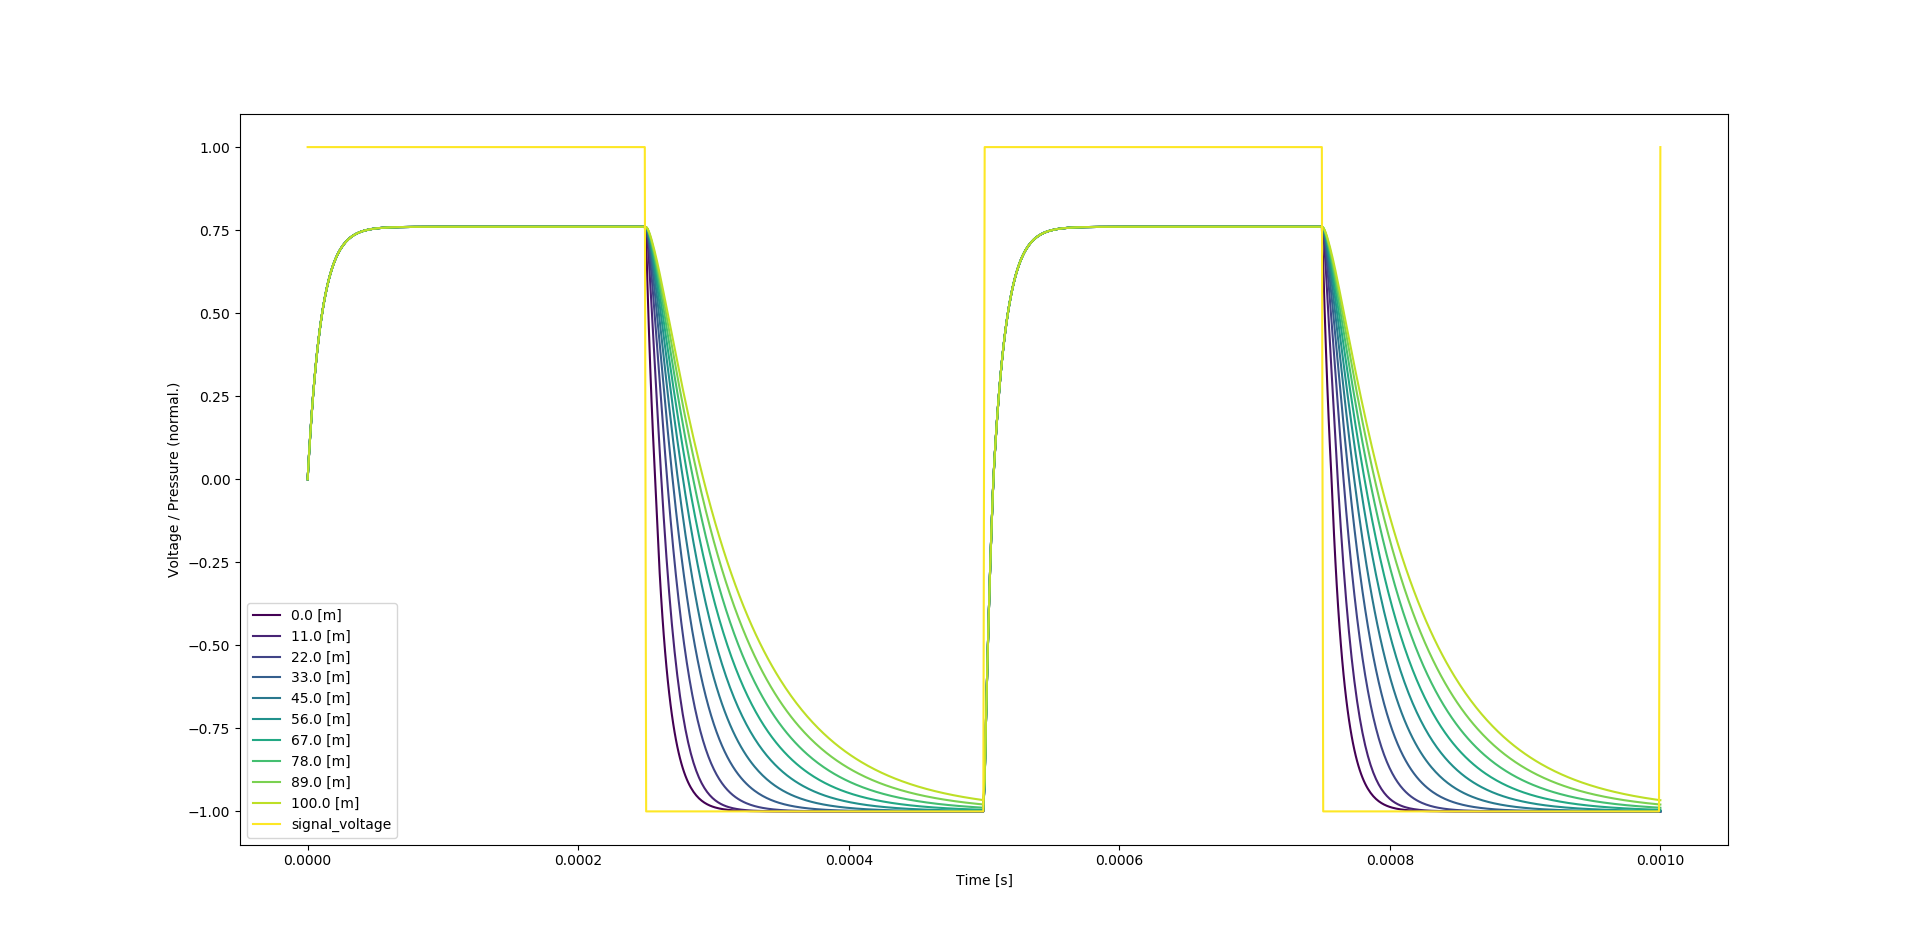 1.00
0.75
0.50
0.25
0.00
−0.25
−0.50
−0.75
−1.00
Voltage / Pressure (normal.)
0.0 [m]
11.0 [m]
22.0 [m]
33.0 [m]
45.0 [m]
56.0 [m]
67.0 [m]
78.0 [m]
89.0 [m]
100.0 [m]
signal_voltage
0.0000 0.0002 0.0004 0.0006 0.0008 0.0010
Time [s]